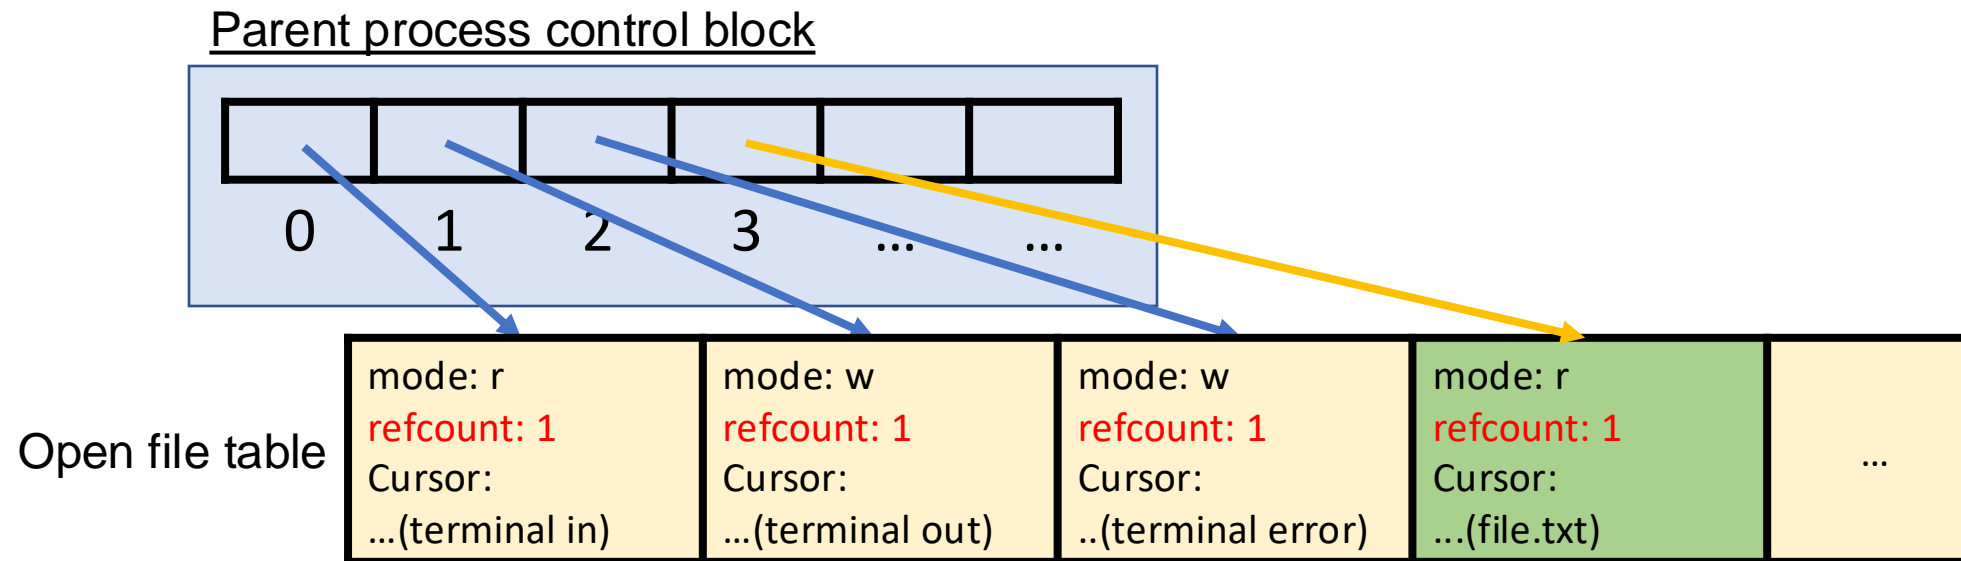 Parent process control block
0 1 2 3 ... ...
Open file table
mode: r
refcount: 1
Cursor:
...(terminal in)
mode: w
refcount: 1
Cursor:
...(terminal out)
mode: w
refcount: 1
Cursor:
..(terminal error)
mode: r
refcount: 1
Cursor:
...(file.txt)
...